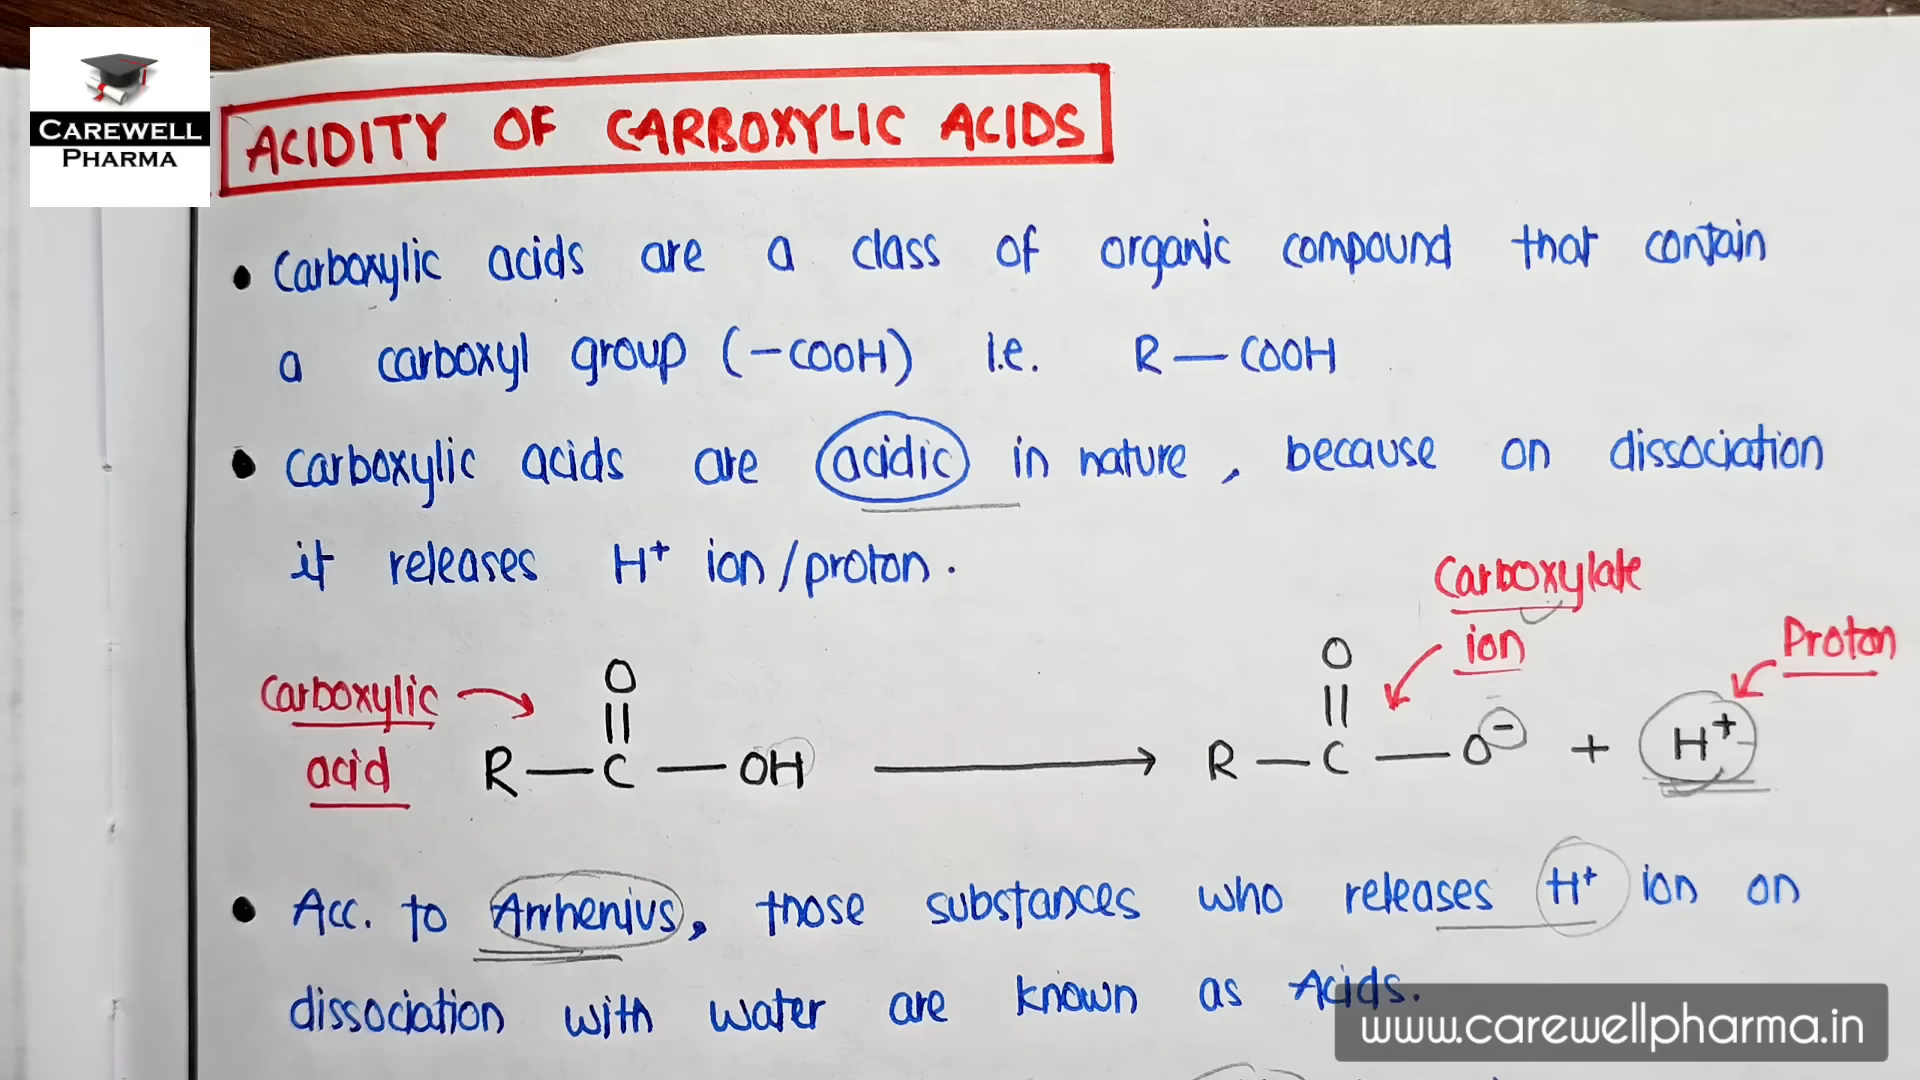 CAREWELL
PHARMA
ACIDITY OF CARBOXYLIC ACIDS
• Carboxylic acids are a class of organic compound that contain
a carboxyl group (-COOH) i.e. R — COOH
• Carboxylic acids are acidic in nature, because on dissociation
it releases H⁺ ion/proton.
Carboxylate
ion
Proton
Carboxylic
acid
O
||
R — C — OH
O
||
R — C — O⁻ + H⁺
• Acc. to Arrhenius, those substances who releases H⁺ ion on
dissociation with water are known as Acids.
www.carewellpharma.in